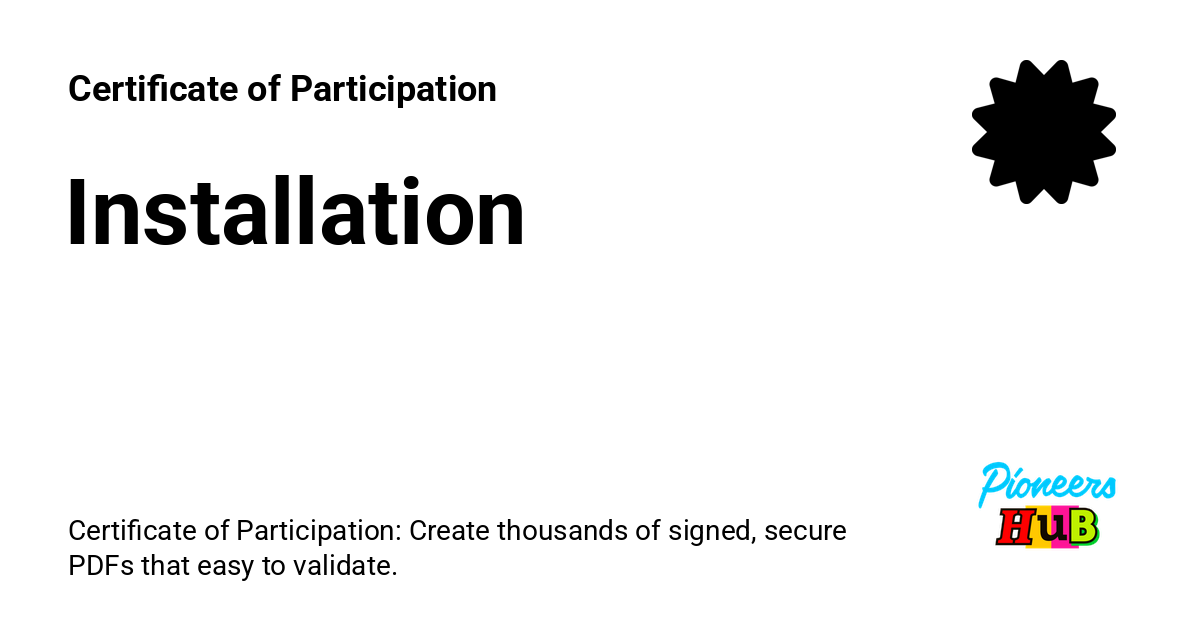 Certificate of Participation
Installation
Certificate of Participation: Create thousands of signed, secure
PDFs that easy to validate.
Pioneers
HuB